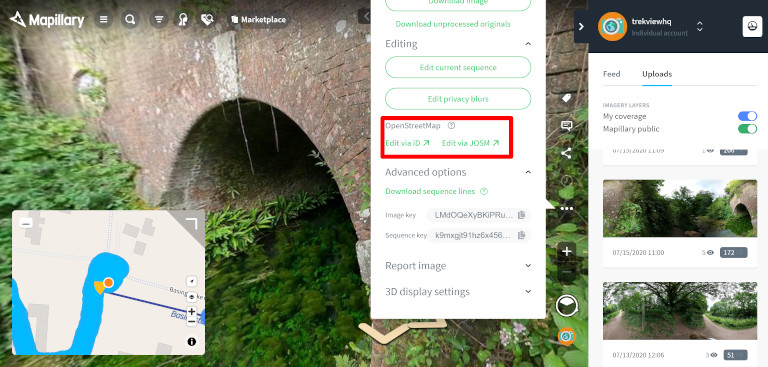 Mapillary
Marketplace
Download image
Download unprocessed originals
Editing
Edit current sequence
Edit privacy blurs
OpenStreetMap
Edit via iD
Edit via JOSM
Advanced options
Download sequence lines
Image key LMdOQeXyBKiPRu...
Sequence key k9mxgjt91hz6x456...
Report image
3D display settings
trekviewhq
Individual account
Feed
Uploads
IMAGERY LAYERS
My coverage
Mapillary public
07/15/2020 11:09
07/15/2020 11:00
5
172
07/13/2020 12:06
3
51